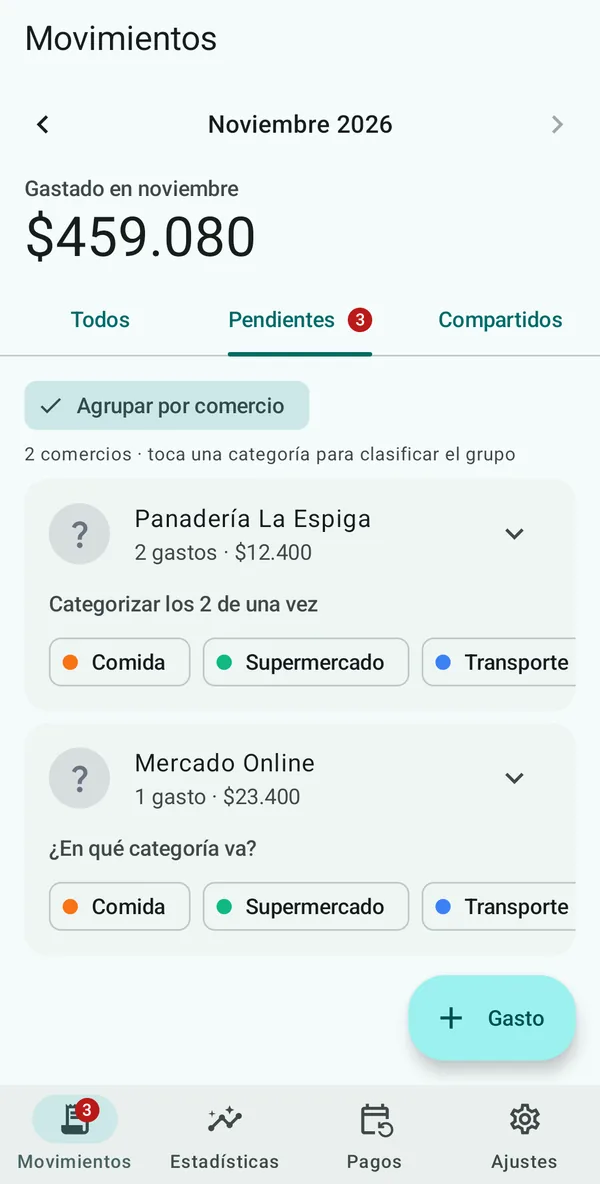 Movimientos
Noviembre 2026
Gastado en noviembre
$459.080
Todos
Pendientes 3
Compartidos
Agrupar por comercio
2 comercios · toca una categoría para clasificar el grupo
?
Panadería La Espiga
2 gastos · $12.400
Categorizar los 2 de una vez
Comida
Supermercado
Transporte
?
Mercado Online
1 gasto · $23.400
¿En qué categoría va?
Comida
Supermercado
Transporte
+ Gasto
3
Movimientos
Estadísticas
Pagos
Ajustes